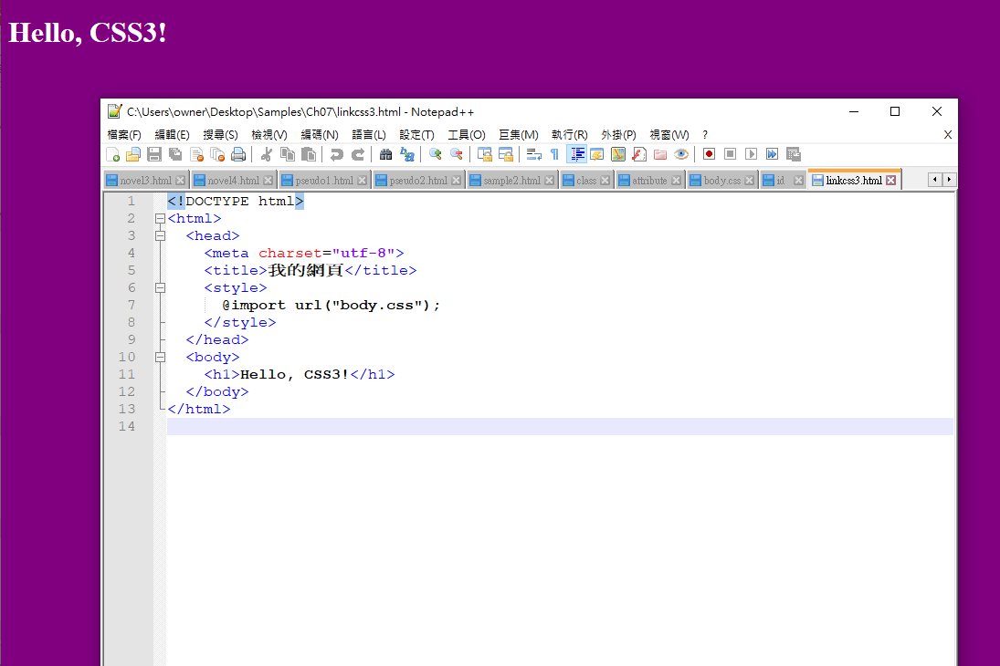 Hello, CSS3!
C:\Users\owner\Desktop\Samples\Ch07\linkcss3.html - Notepad++
檔案(F) 編輯(E) 搜尋(S) 檢視(V) 編碼(N) 語言(L) 設定(T) 工具(O) 巨集(M) 執行(R) 外掛(P) 視窗(W) ? X
novel3.html novel4.html pseudo1.html pseudo2.html sample2.html class attribute body.css id linkcss3.html
1 <!DOCTYPE html>
2 <html>
3 <head>
4 <meta charset="utf-8">
5 <title>我的網頁</title>
6 <style>
7 @import url("body.css");
8 </style>
9 </head>
10 <body>
11 <h1>Hello, CSS3!</h1>
12 </body>
13 </html>
14